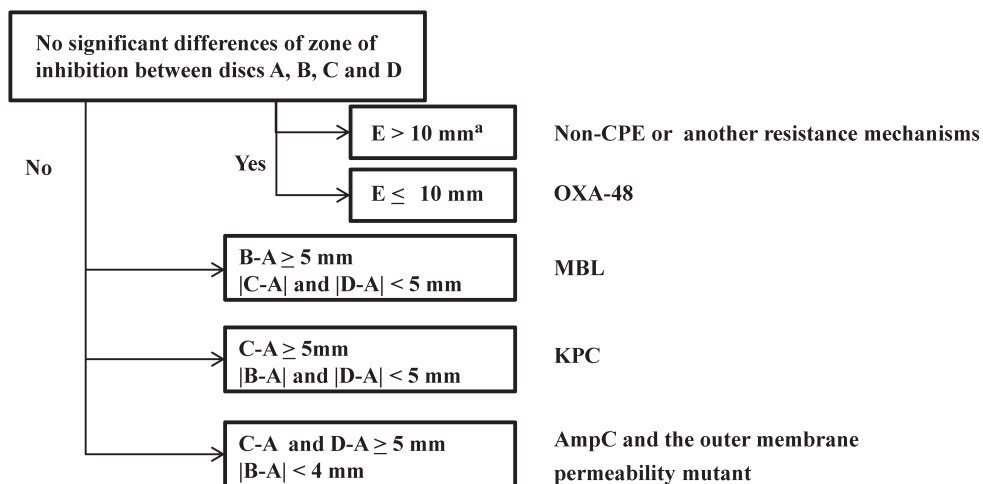 No significant differences of zone of
inhibition between discs A, B, C and D
No
Yes
E > 10 mmᵃ
Non-CPE or another resistance mechanisms
E ≤ 10 mm
OXA-48
B-A ≥ 5 mm
|C-A| and |D-A| < 5 mm
MBL
C-A ≥ 5mm
|B-A| and |D-A| < 5 mm
KPC
C-A and D-A ≥ 5 mm
|B-A| < 4 mm
AmpC and the outer membrane
permeability mutant